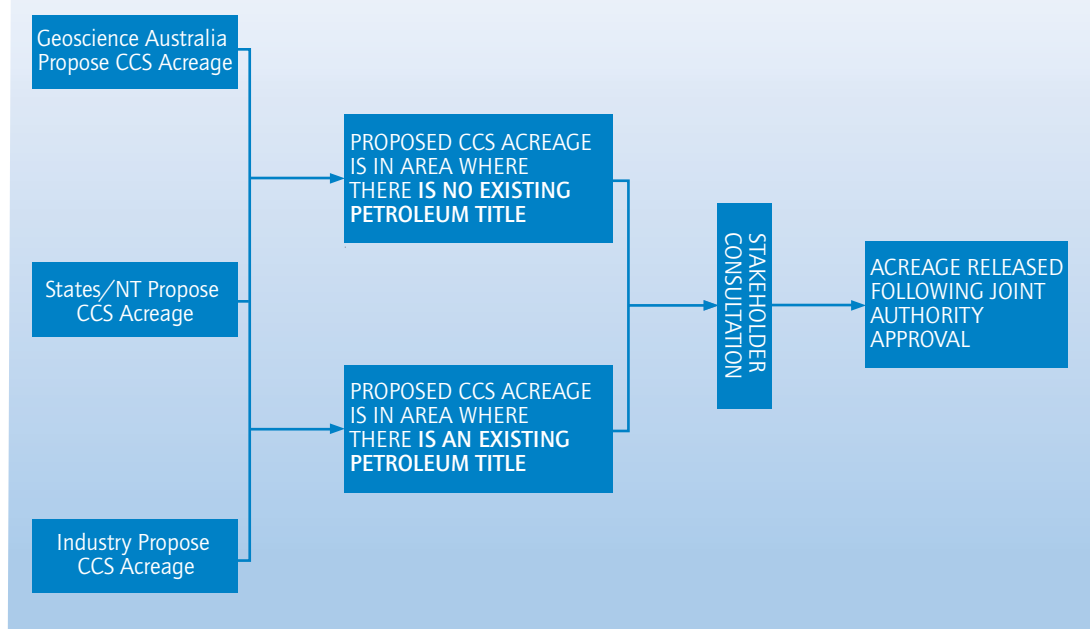 Geoscience Australia
Propose CCS Acreage
States/NT Propose
CCS Acreage
Industry Propose
CCS Acreage
PROPOSED CCS ACREAGE
IS IN AREA WHERE
THERE IS NO EXISTING
PETROLEUM TITLE
PROPOSED CCS ACREAGE
IS IN AREA WHERE
THERE IS AN EXISTING
PETROLEUM TITLE
STAKEHOLDER
CONSULTATION
ACREAGE RELEASED
FOLLOWING JOINT
AUTHORITY
APPROVAL